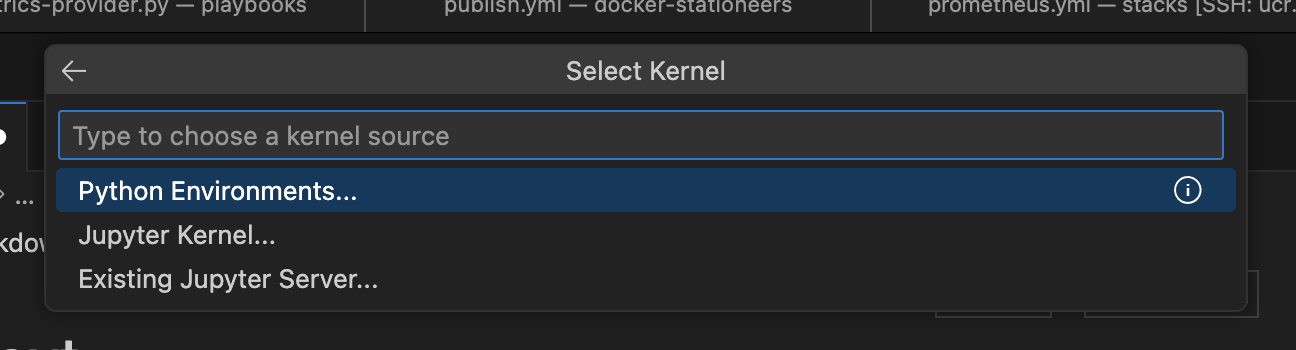 trics-provider.py — playbooks
publish.yml — docker-stationeers
prometheus.yml — stacks [SSH: ucr.
Select Kernel
Type to choose a kernel source
Python Environments...
> ...
Jupyter Kernel...
Existing Jupyter Server...